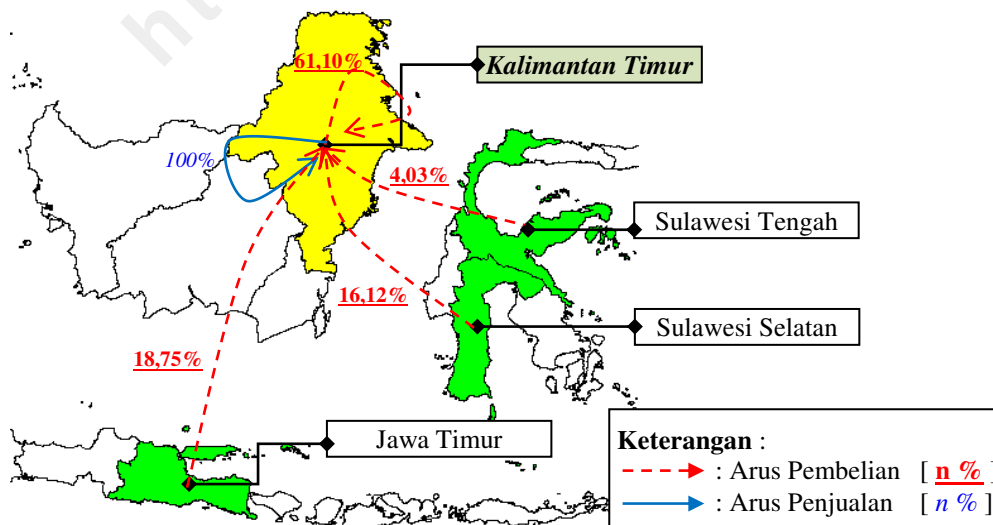 ht
61,10%
Kalimantan Timur
100%
4,03%
Sulawesi Tengah
16,12%
Sulawesi Selatan
18,75%
Jawa Timur
Keterangan :
: Arus Pembelian [ n % ]
: Arus Penjualan [ n % ]